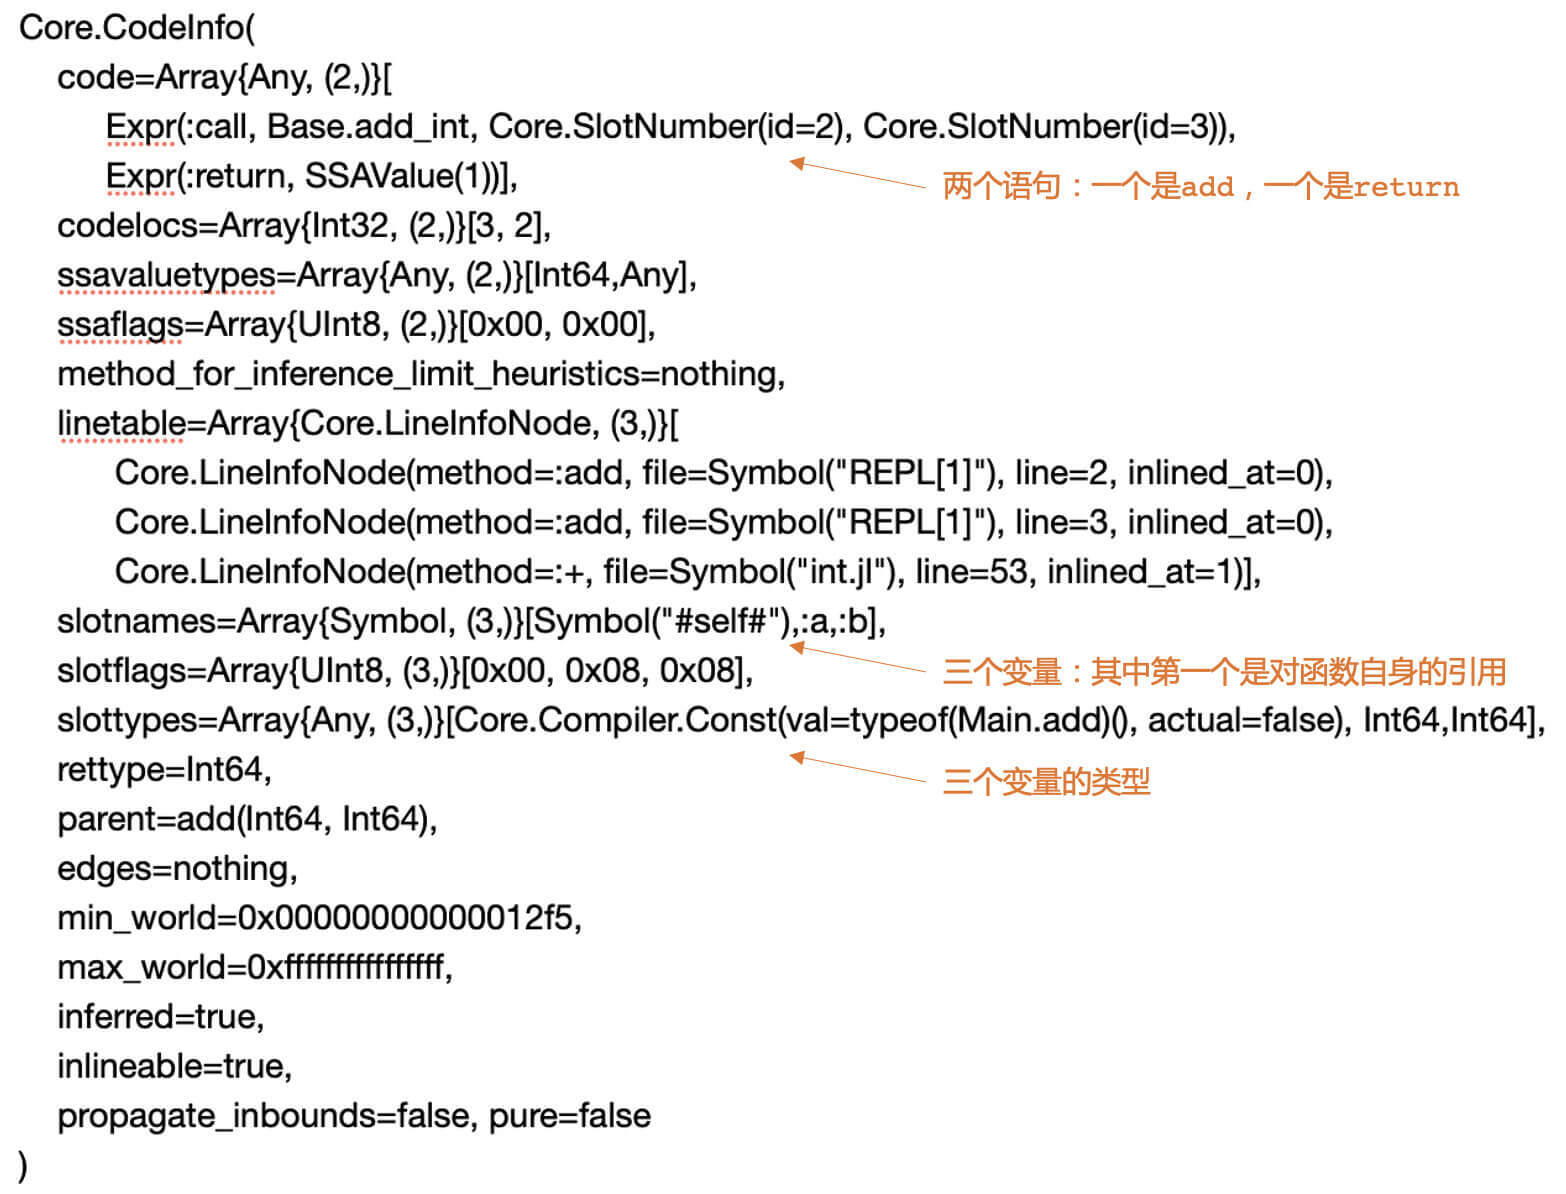 Core.CodeInfo(
code=Array{Any, (2,)}[
Expr(:call, Base.add_int, Core.SlotNumber(id=2), Core.SlotNumber(id=3)),
Expr(:return, SSAValue(1))],
两个语句：一个是add，一个是return
codelocs=Array{Int32, (2,)}[3, 2],
ssavaluetypes=Array{Any, (2,)}[Int64,Any],
ssaflags=Array{UInt8, (2,)}[0x00, 0x00],
method_for_inference_limit_heuristics=nothing,
linetable=Array{Core.LineInfoNode, (3,)}[
Core.LineInfoNode(method=:add, file=Symbol("REPL[1]"), line=2, inlined_at=0),
Core.LineInfoNode(method=:add, file=Symbol("REPL[1]"), line=3, inlined_at=0),
Core.LineInfoNode(method=:+, file=Symbol("int.jl"), line=53, inlined_at=1)],
slotnames=Array{Symbol, (3,)}[Symbol("#self#"),:a,:b],
slotflags=Array{UInt8, (3,)}[0x00, 0x08, 0x08],
三个变量：其中第一个是对函数自身的引用
slottypes=Array{Any, (3,)}[Core.Compiler.Const(val=typeof(Main.add)(), actual=false), Int64,Int64],
rettype=Int64,
三个变量的类型
parent=add(Int64, Int64),
edges=nothing,
min_world=0x00000000000012f5,
max_world=0xffffffffffffffff,
inferred=true,
inlineable=true,
propagate_inbounds=false, pure=false
)